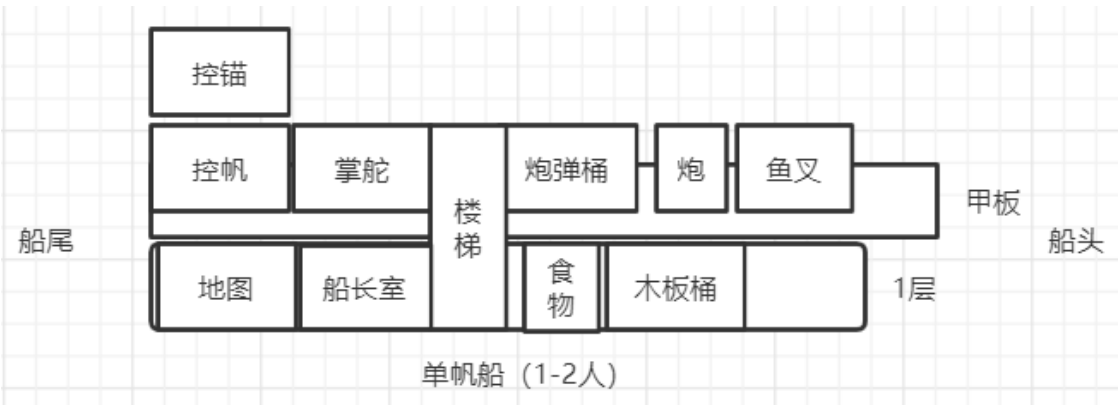 控锚
控帆
掌舵
楼梯
炮弹桶
炮
鱼叉
甲板
船尾
船头
地图
船长室
食物
木板桶
1层
单帆船（1-2人）